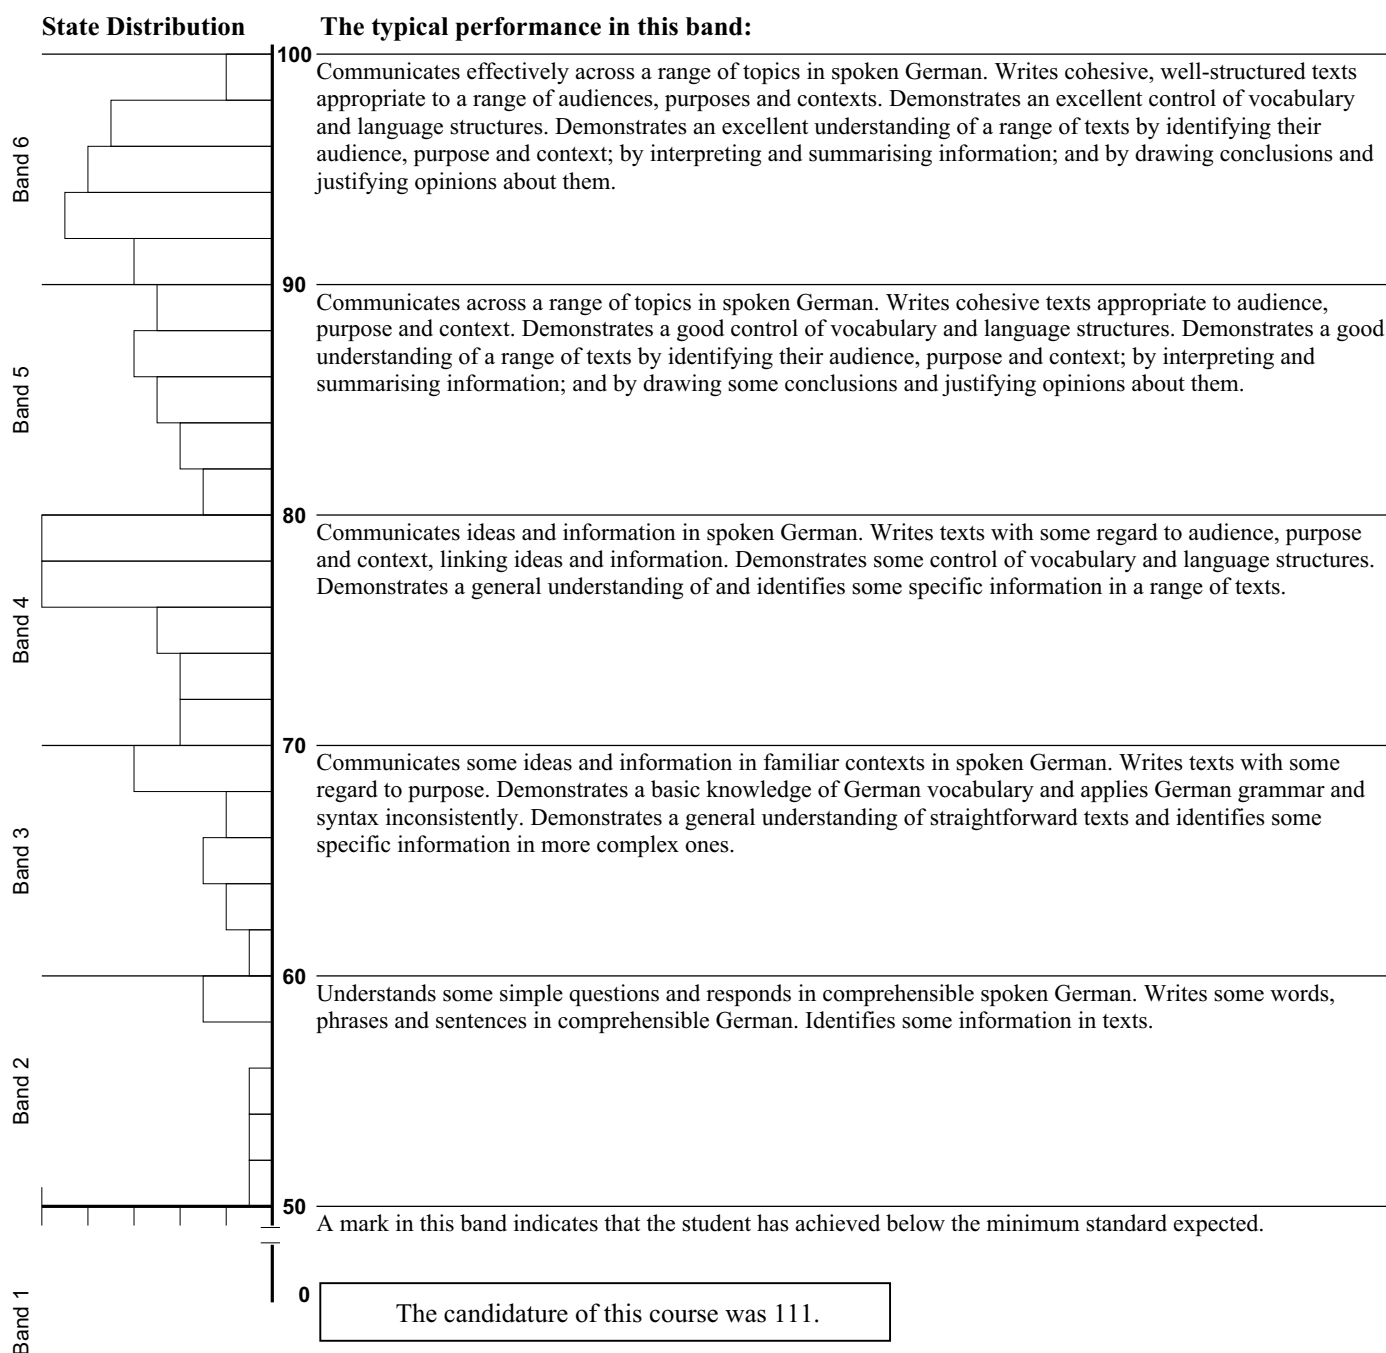 State Distribution
The typical performance in this band:
100
Communicates effectively across a range of topics in spoken German. Writes cohesive, well-structured texts
appropriate to a range of audiences, purposes and contexts. Demonstrates an excellent control of vocabulary
and language structures. Demonstrates an excellent understanding of a range of texts by identifying their
audience, purpose and context; by interpreting and summarising information; and by drawing conclusions and
justifying opinions about them.
Band 6
90
Communicates across a range of topics in spoken German. Writes cohesive texts appropriate to audience,
purpose and context. Demonstrates a good control of vocabulary and language structures. Demonstrates a good
understanding of a range of texts by identifying their audience, purpose and context; by interpreting and
summarising information; and by drawing some conclusions and justifying opinions about them.
Band 5
80
Communicates ideas and information in spoken German. Writes texts with some regard to audience, purpose
and context, linking ideas and information. Demonstrates some control of vocabulary and language structures.
Demonstrates a general understanding of and identifies some specific information in a range of texts.
Band 4
70
Communicates some ideas and information in familiar contexts in spoken German. Writes texts with some
regard to purpose. Demonstrates a basic knowledge of German vocabulary and applies German grammar and
syntax inconsistently. Demonstrates a general understanding of straightforward texts and identifies some
specific information in more complex ones.
Band 3
60
Understands some simple questions and responds in comprehensible spoken German. Writes some words,
phrases and sentences in comprehensible German. Identifies some information in texts.
Band 2
50
A mark in this band indicates that the student has achieved below the minimum standard expected.
0
Band 1
The candidature of this course was 111.